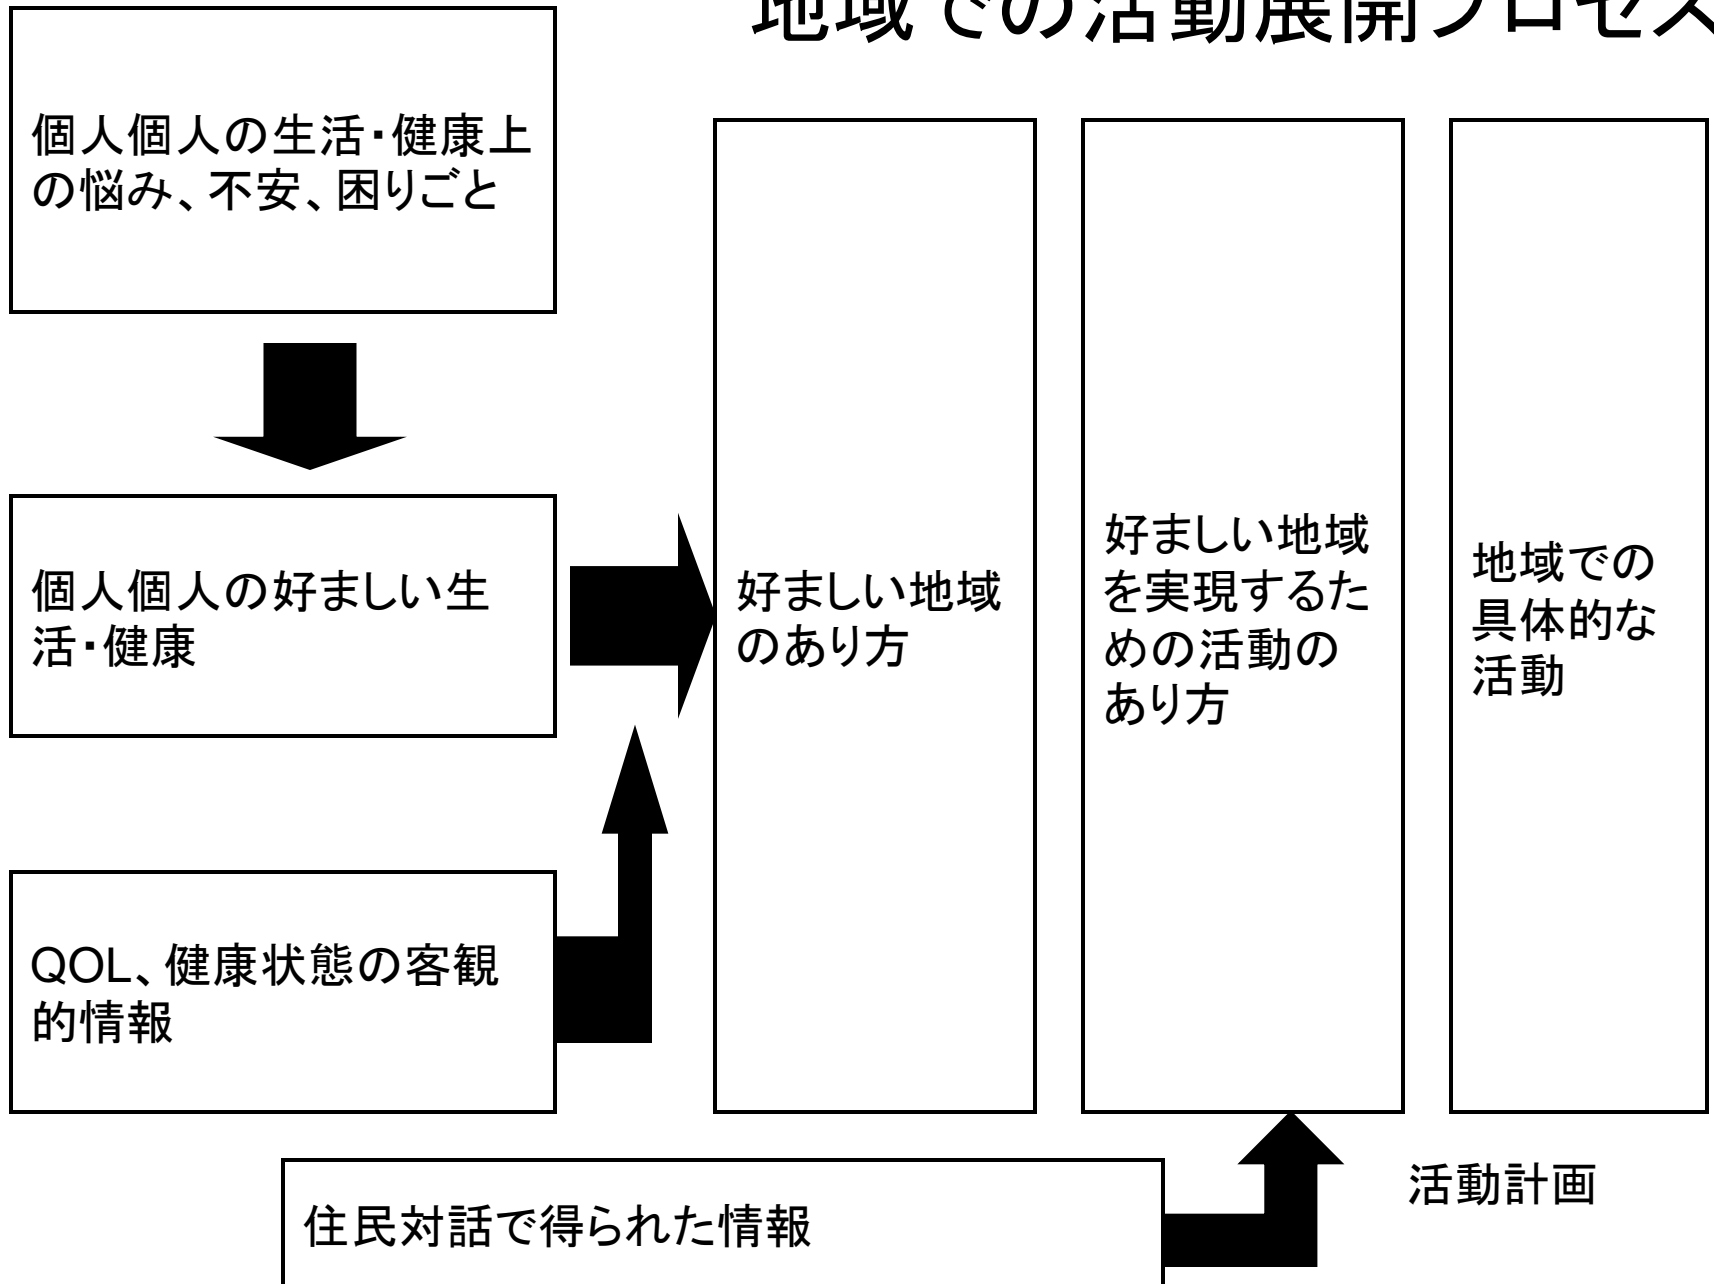 地域での活動展開プロセス
個人個人の生活・健康上
の悩み、不安、困りごと
個人個人の好ましい生
活・健康
QOL、健康状態の客観
的情報
好ましい地域
のあり方
好ましい地域
を実現するた
めの活動の
あり方
地域での
具体的な
活動
住民対話で得られた情報
活動計画